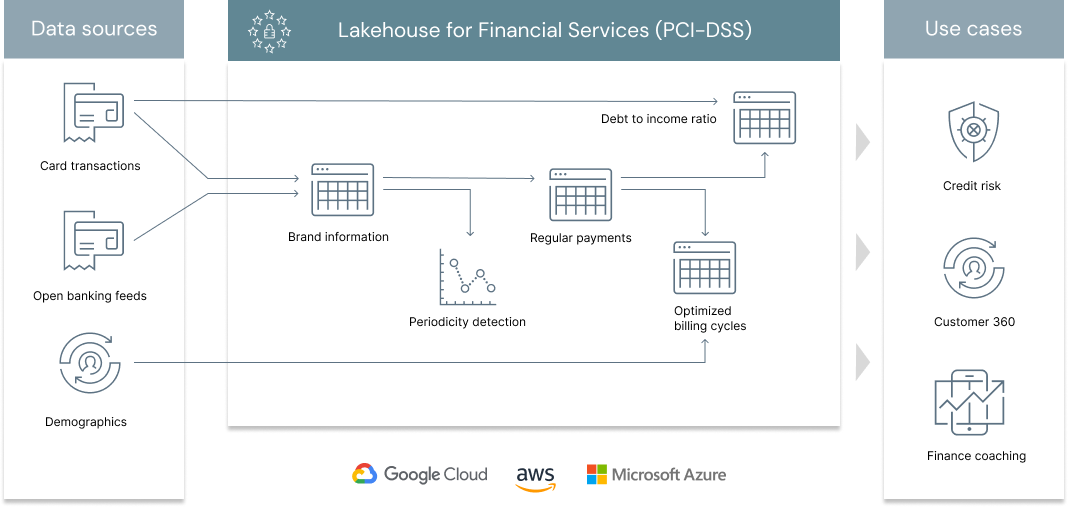 Data sources
Lakehouse for Financial Services (PCI-DSS)
Use cases
Card transactions
Open banking feeds
Demographics
Debt to income ratio
Brand information
Regular payments
Periodicity detection
Optimized
billing cycles
Credit risk
Customer 360
Finance coaching
Google Cloud
aws
Microsoft Azure